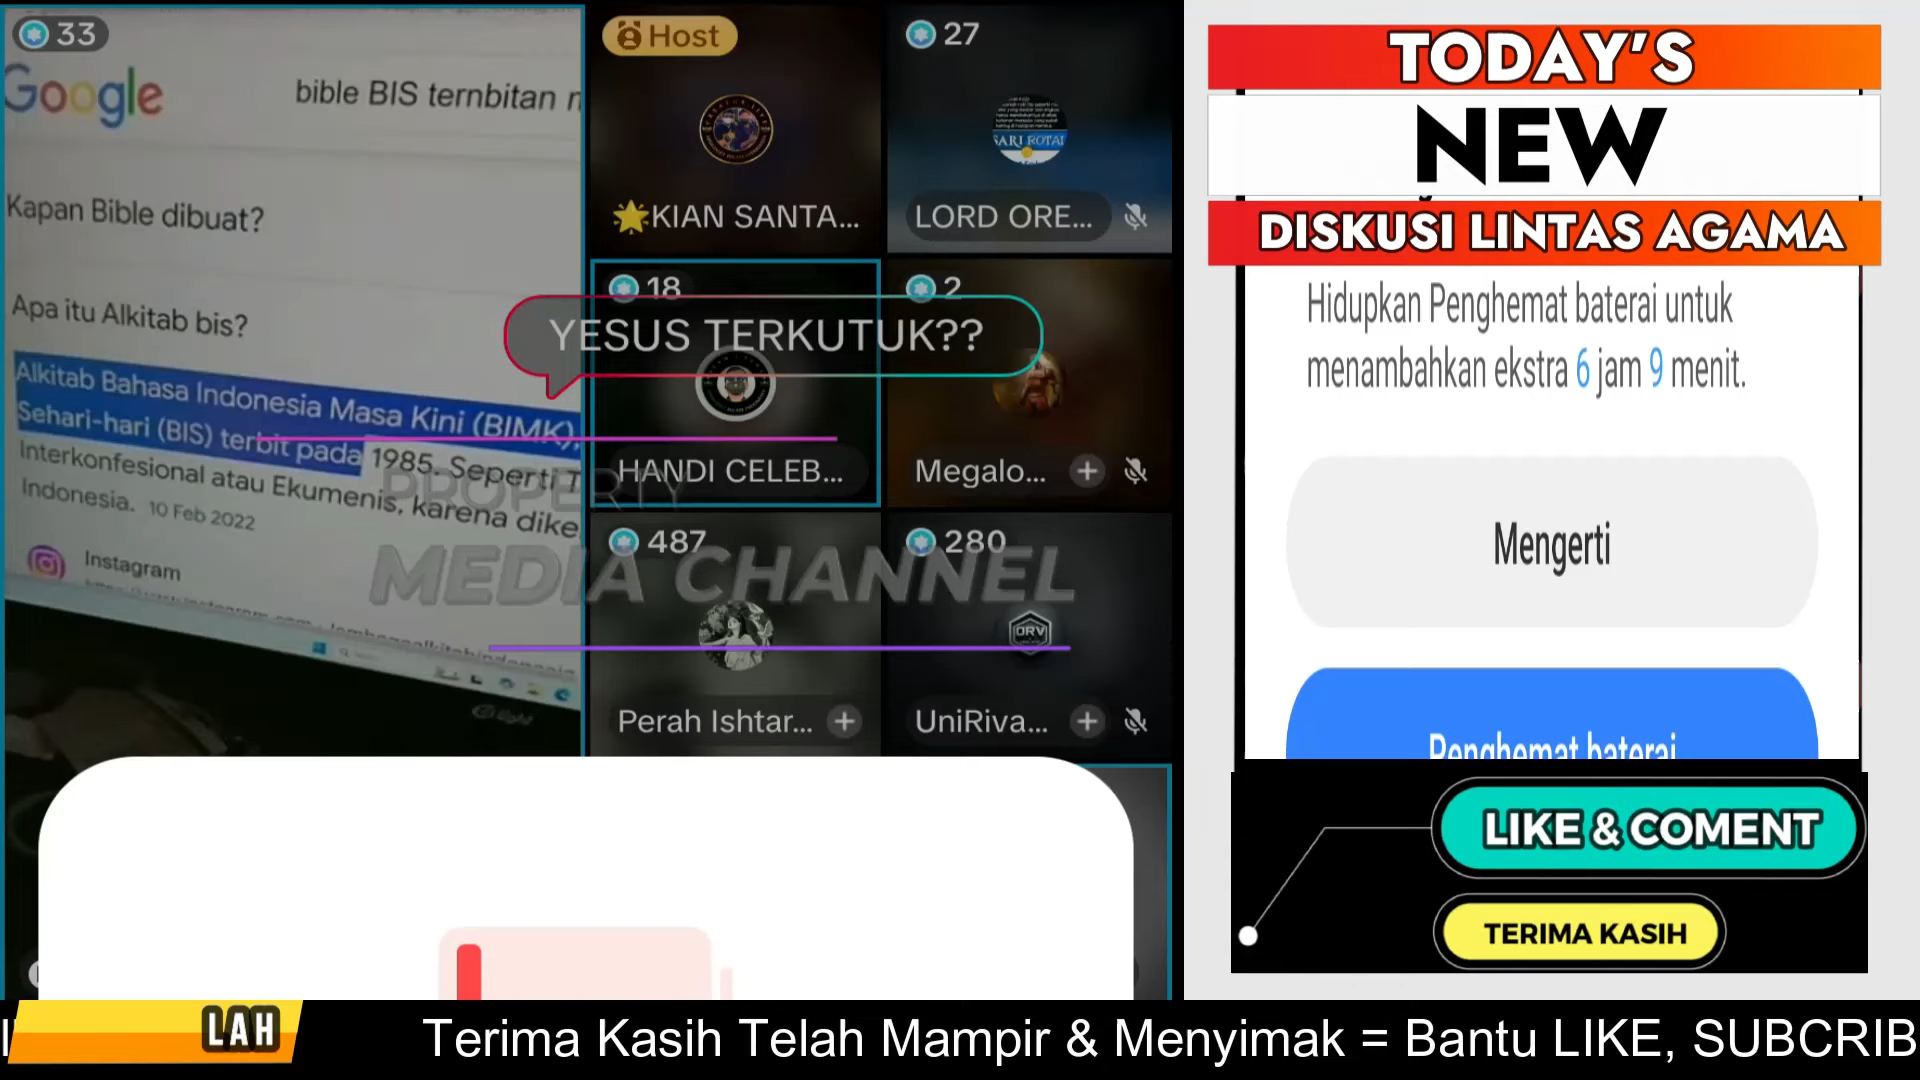 33
Google
bible BIS ternbitan
Kapan Bible dibuat?
Apa itu Alkitab bis?
Alkitab Bahasa Indonesia Masa Kini (BIMK),
Sehari-hari (BIS) terbit pada 1985. Seperti
Interkonfesional atau Ekumenis, karena dike
Indonesia. 10 Feb 2022
Instagram
Host
KIAN SANTA...
27
SARI ROTAI
LORD ORE...
18
YESUS TERKUTUK??
HANDI CELEB...
2
Megalo...
PROPERTY
MEDIA CHANNEL
487
Perah Ishtar...
280
DRV
UniRiva...
TODAY'S
NEW
DISKUSI LINTAS AGAMA
Hidupkan Penghemat baterai untuk
menambahkan ekstra 6 jam 9 menit.
Mengerti
Penghemat baterai
LIKE & COMENT
TERIMA KASIH
LAH
Terima Kasih Telah Mampir & Menyimak = Bantu LIKE, SUBCRIB